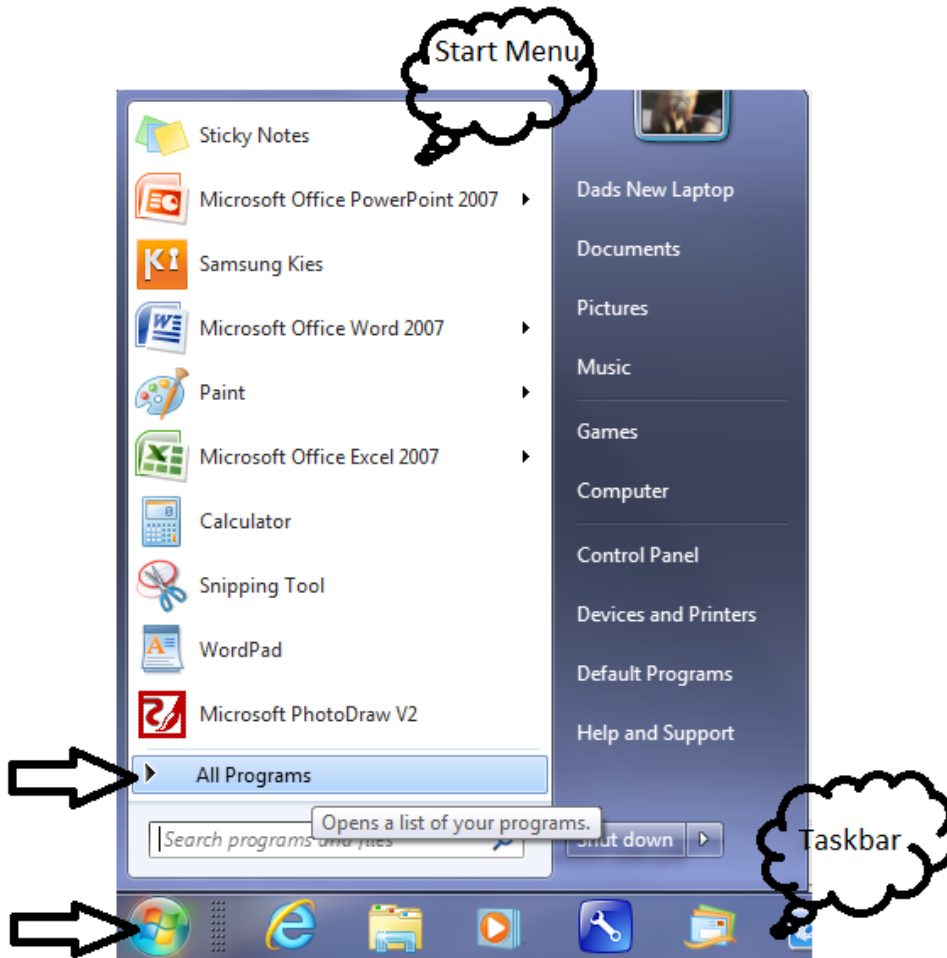 Start Menu
Sticky Notes
Microsoft Office PowerPoint 2007
Samsung Kies
Microsoft Office Word 2007
Paint
Microsoft Office Excel 2007
Calculator
Snipping Tool
WordPad
Microsoft PhotoDraw V2
All Programs
Opens a list of your programs.
Search programs and files
Dads New Laptop
Documents
Pictures
Music
Games
Computer
Control Panel
Devices and Printers
Default Programs
Help and Support
Shut down
Taskbar